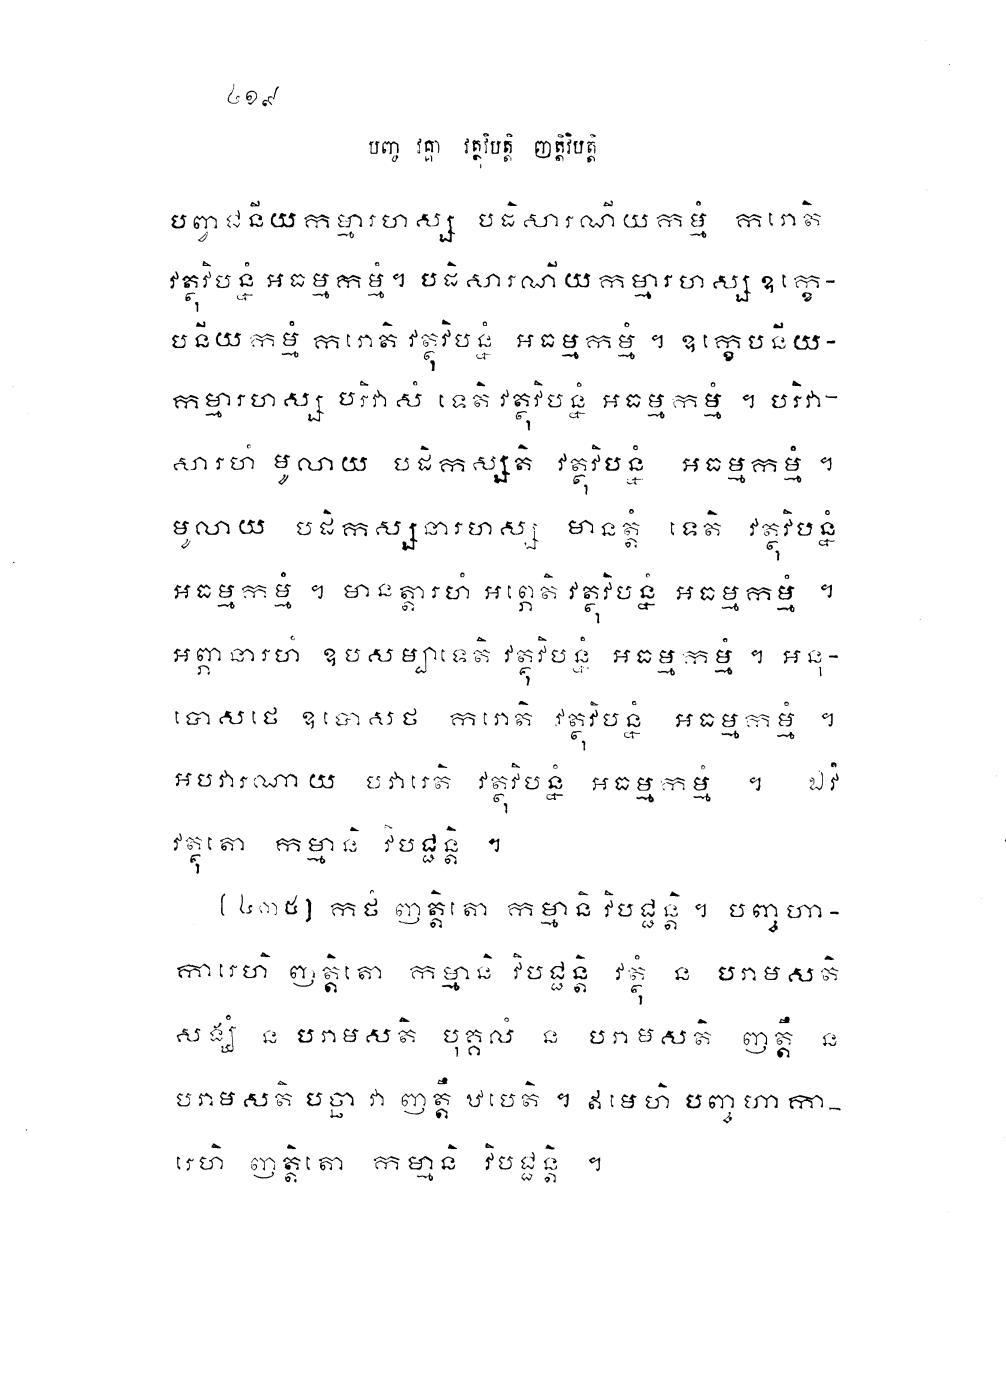 ៤១៩
បញ្ច វគ្គា វត្ថុវិបត្តិ ញត្តិវិបត្តិ
បញ្វាជនីយកម្មារហស្ស បដិសារណីយកម្មំ ករោតិ
វត្ថុវិបន្នំ អធម្មកម្មំ។ បដិសារណីយកម្មារហស្ស ឧក្ខេ-
បនីយកម្មំ ករោតិ វត្ថុវិបន្នំ អធម្មកម្មំ ។ ឧក្ខេបនីយ-
កម្មារហស្ស បរិវាសំ ទេតិ វត្ថុវិបន្នំ អធម្មកម្មំ ។ បរិវា-
សារហំ មូលាយ បដិកស្សតិ វត្ថុវិបន្នំ អធម្មកម្មំ ។
មូលាយ បដិកស្សនារហស្ស មានត្តំ ទេតិ វត្ថុវិបន្នំ
អធម្មកម្មំ ។ មានត្តារហំ អព្ភេតិ វត្ថុវិបន្នំ អធម្មកម្មំ ។
អព្ភានារហំ ឧបសម្បាទេតិ វត្ថុវិបន្នំ អធម្មកម្មំ ។ អនុ-
បោសថេ ឧបោសថំ ករោតិ វត្ថុវិបន្នំ អធម្មកម្មំ ។
អបវារណាយ បវារេតិ វត្ថុវិបន្នំ អធម្មកម្មំ ។ ឯវំ
វត្ថុតោ កម្មានិ វិបជ្ជន្តិ ។
[៤៣៥] កថំ ញត្តិតោ កម្មានិ វិបជ្ជន្តិ ។ បញ្ចហា-
ការេហិ ញត្តិតោ កម្មានិ វិបជ្ជន្តិ វត្ថុំ ន បរាមសតិ
សង្ឃំ ន បរាមសតិ បុគ្គលំ ន បរាមសតិ ញត្តឹ ន
បរាមសតិ បច្ឆា វា ញត្តឹ ឋបេតិ ។ ឥមេហិ បញ្ចហាកា-
រេហិ ញត្តិតោ កម្មានិ វិបជ្ជន្តិ ។